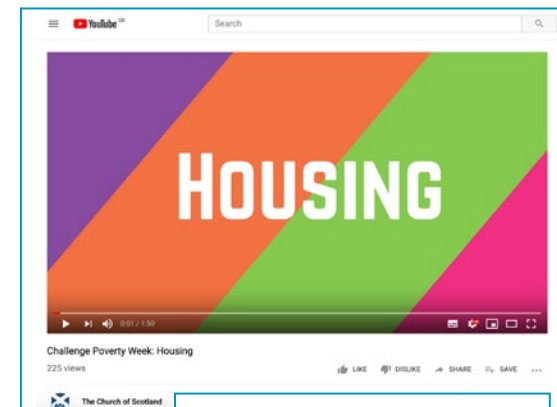 YouTube GB
Search
HOUSING
0:01 / 1:50
Challenge Poverty Week: Housing
225 views
LIKE DISLIKE SHARE SAVE
The Church of Scotland